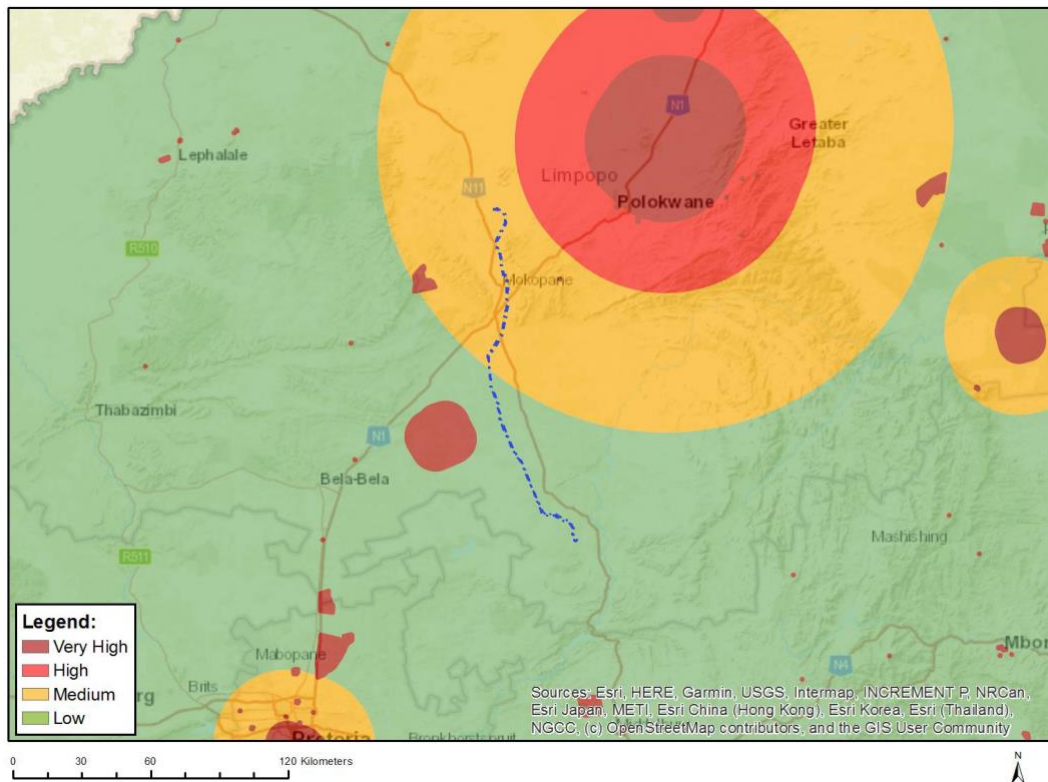 N1
Greater
Letaba
Lephalale
Limpopo
N11
Polokwane
R510
Mokopane
Thabazimbi
N1
Bela-Bela
R511
Mashishing
Legend:
Very High
High
Medium
Low
Mabopane
Brits
N4
Sources: Esri, HERE, Garmin, USGS, Intermap, INCREMENT P, NRCan,
Esri Japan, METI, Esri China (Hong Kong), Esri Korea, Esri (Thailand),
NGCC, (c) OpenStreetMap contributors, and the GIS User Community
Pretoria
Bronkhorstspruit
0 30 60 120 Kilometers
N